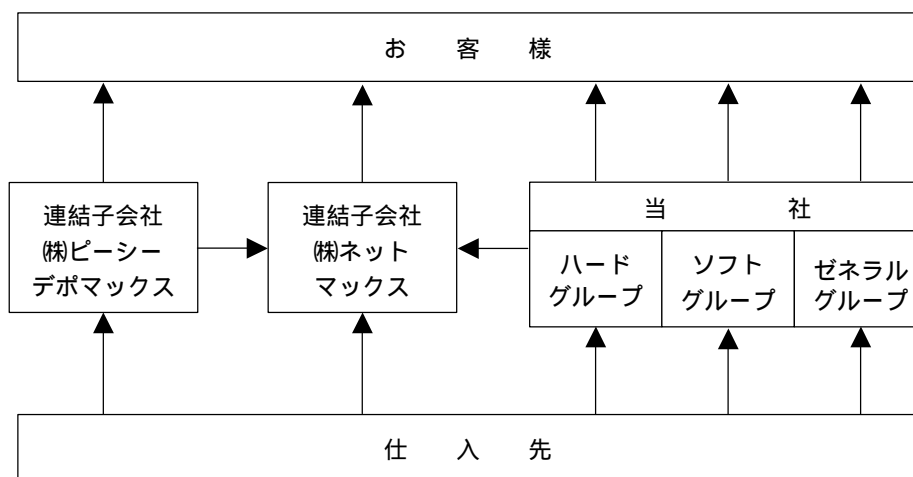 お客様
連結子会社
㈱ピーシー
デポマックス
連結子会社
㈱ネット
マックス
当社
ハード
グループ
ソフト
グループ
ゼネラル
グループ
仕入先